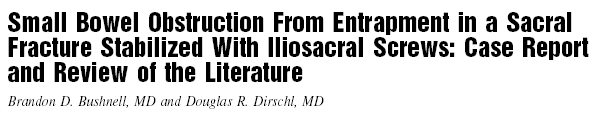 Small Bowel Obstruction From Entrapment in a Sacral
Fracture Stabilized With Iliosacral Screws: Case Report
and Review of the Literature
Brandon D. Bushnell, MD and Douglas R. Dirschl, MD